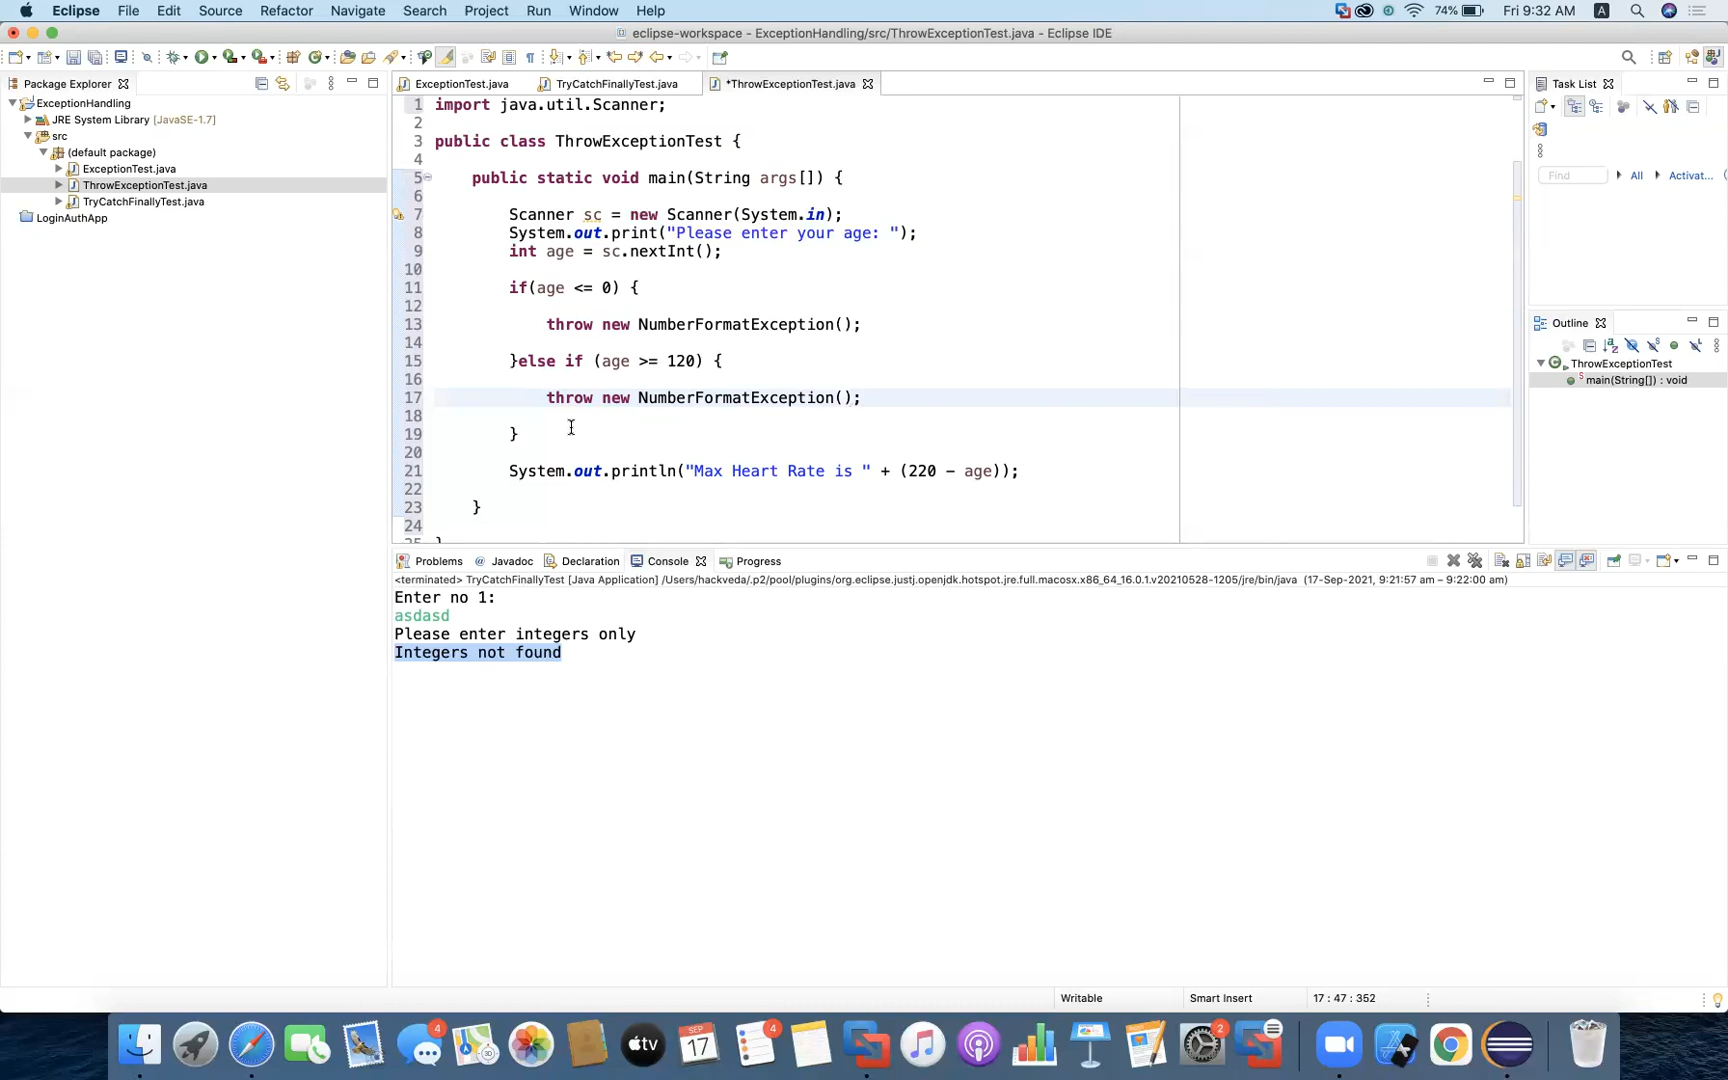 Eclipse File Edit Source Refactor Navigate Search Project Run Window Help 74% Fri 9:32 AM A
eclipse-workspace - ExceptionHandling/src/ThrowExceptionTest.java - Eclipse IDE
Package Explorer
ExceptionHandling
JRE System Library [JavaSE-1.7]
src
(default package)
ExceptionTest.java
ThrowExceptionTest.java
TryCatchFinallyTest.java
LoginAuthApp
ExceptionTest.java TryCatchFinallyTest.java *ThrowExceptionTest.java
1 import java.util.Scanner;
2
3 public class ThrowExceptionTest {
4
5 public static void main(String args[]) {
6
7 Scanner sc = new Scanner(System.in);
8 System.out.print("Please enter your age: ");
9 int age = sc.nextInt();
10
11 if(age <= 0) {
12
13 throw new NumberFormatException();
14
15 }else if (age >= 120) {
16
17 throw new NumberFormatException();
18
19 }
20
21 System.out.println("Max Heart Rate is " + (220 - age));
22
23 }
24
Task List
Find All Activat...
Outline
ThrowExceptionTest
main(String[]) : void
Problems @ Javadoc Declaration Console Progress
<terminated> TryCatchFinallyTest [Java Application] /Users/hackveda/.p2/pool/plugins/org.eclipse.justj.openjdk.hotspot.jre.full.macosx.x86_64_16.0.1.v20210528-1205/jre/bin/java (17-Sep-2021, 9:21:57 am – 9:22:00 am)
Enter no 1:
asdasd
Please enter integers only
Integers not found
Writable Smart Insert 17 : 47 : 352
4 SEP 17 4 tv 2